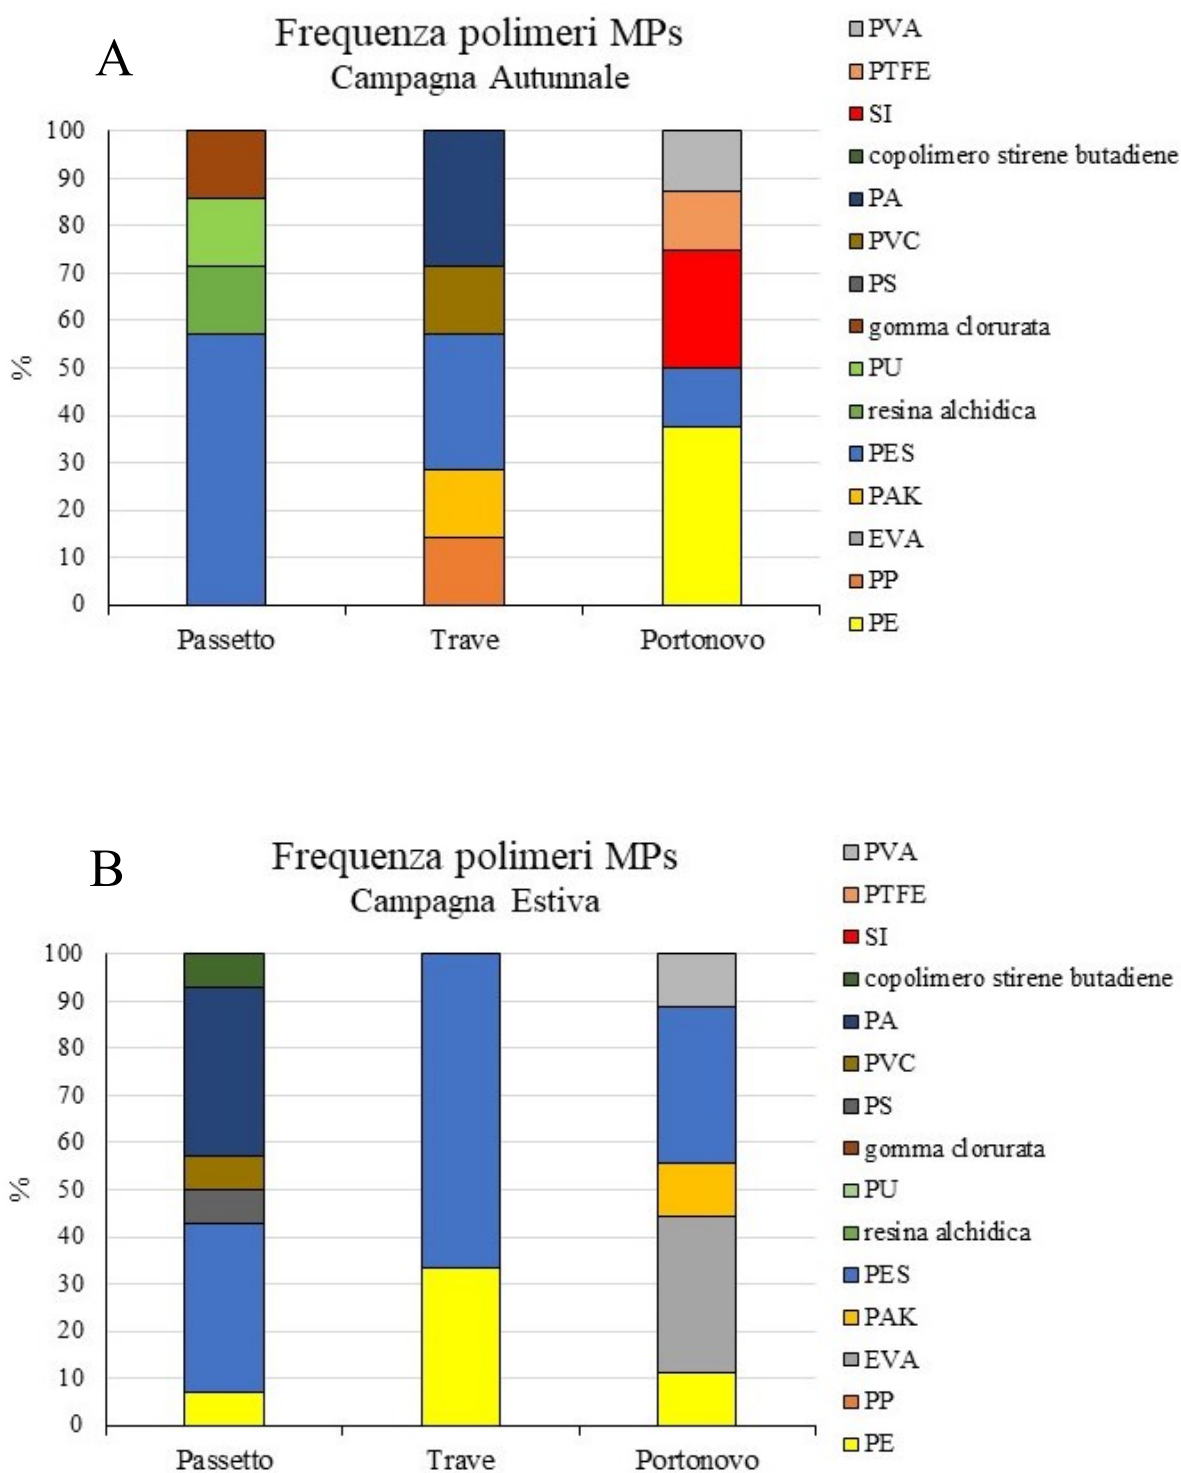 A
Frequenza polimeri MPs
Campagna Autunnale
100
90
80
70
60
50
40
30
20
10
0
%
Passetto
Trave
Portonovo
PVA
PTFE
SI
copolimero stirene butadiene
PA
PVC
PS
gomma clorurata
PU
resina alchidica
PES
PAK
EVA
PP
PE
B
Frequenza polimeri MPs
Campagna Estiva
100
90
80
70
60
50
40
30
20
10
0
%
Passetto
Trave
Portonovo
PVA
PTFE
SI
copolimero stirene butadiene
PA
PVC
PS
gomma clorurata
PU
resina alchidica
PES
PAK
EVA
PP
PE